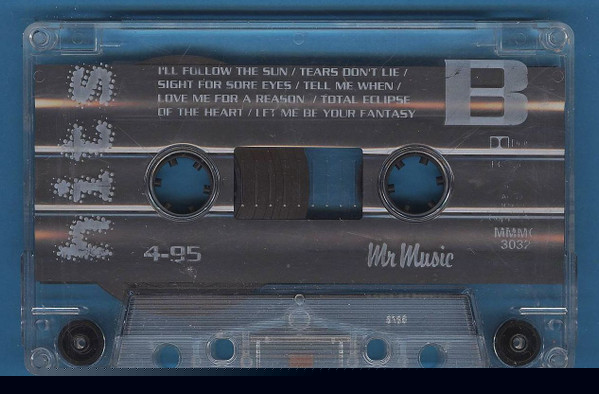 I'LL FOLLOW THE SUN / TEARS DON'T LIE /
SIGHT FOR SORE EYES / TELL ME WHEN /
LOVE ME FOR A REASON / TOTAL ECLIPSE
OF THE HEART / LET ME BE YOUR FANTASY
B
Hits
4-95
Mr Music
3037